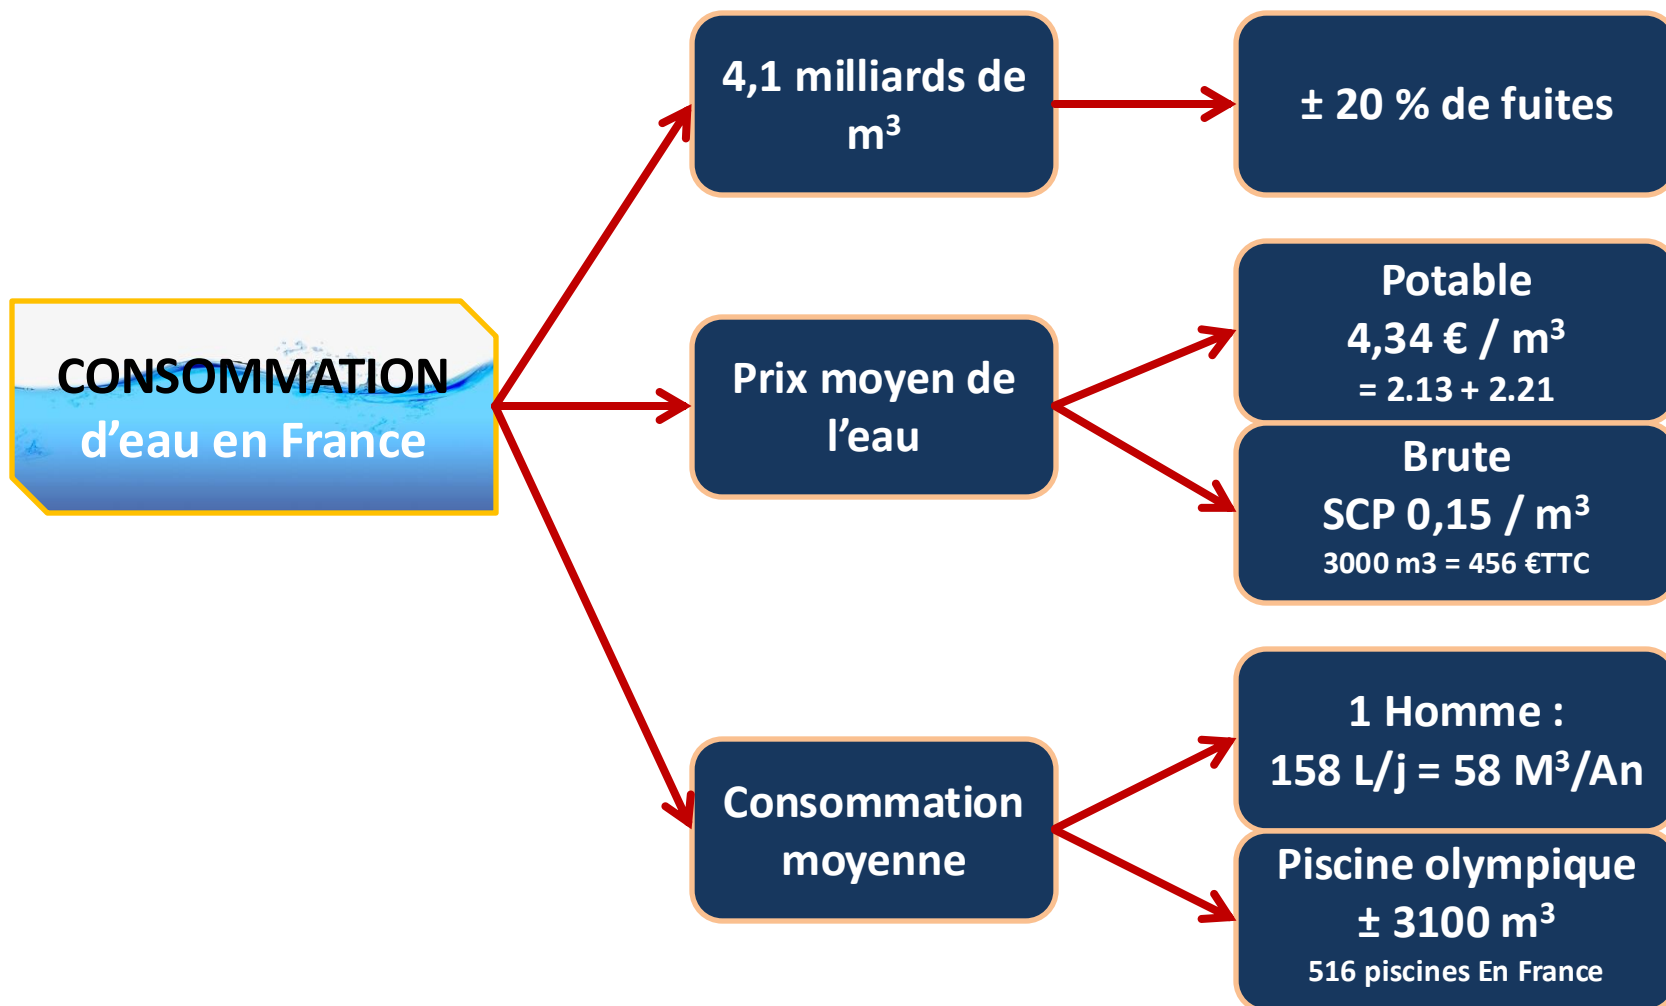 CONSOMMATION
d’eau en France
4,1 milliards de
m³
± 20 % de fuites
Prix moyen de
l’eau
Potable
4,34 € / m³
= 2.13 + 2.21
Brute
SCP 0,15 / m³
3000 m3 = 456 €TTC
Consommation
moyenne
1 Homme :
158 L/j = 58 M³/An
Piscine olympique
± 3100 m³
516 piscines En France